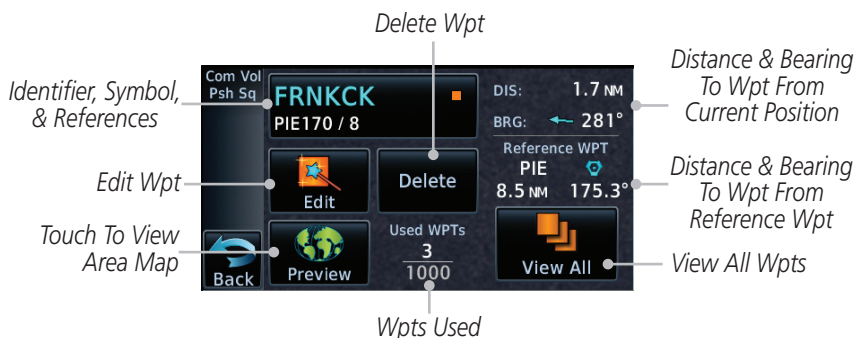 Delete Wpt
Identifier, Symbol,
& References
Edit Wpt
Touch To View
Area Map
Com Vol
Psh Sq
FRNKCK
PIE170 / 8
DIS: 1.7 NM
BRG: 281°
Reference WPT
PIE
8.5 NM 175.3°
Edit
Delete
Used WPTs
3
1000
Back
Preview
View All
Distance & Bearing
To Wpt From
Current Position
Distance & Bearing
To Wpt From
Reference Wpt
View All Wpts
Wpts Used